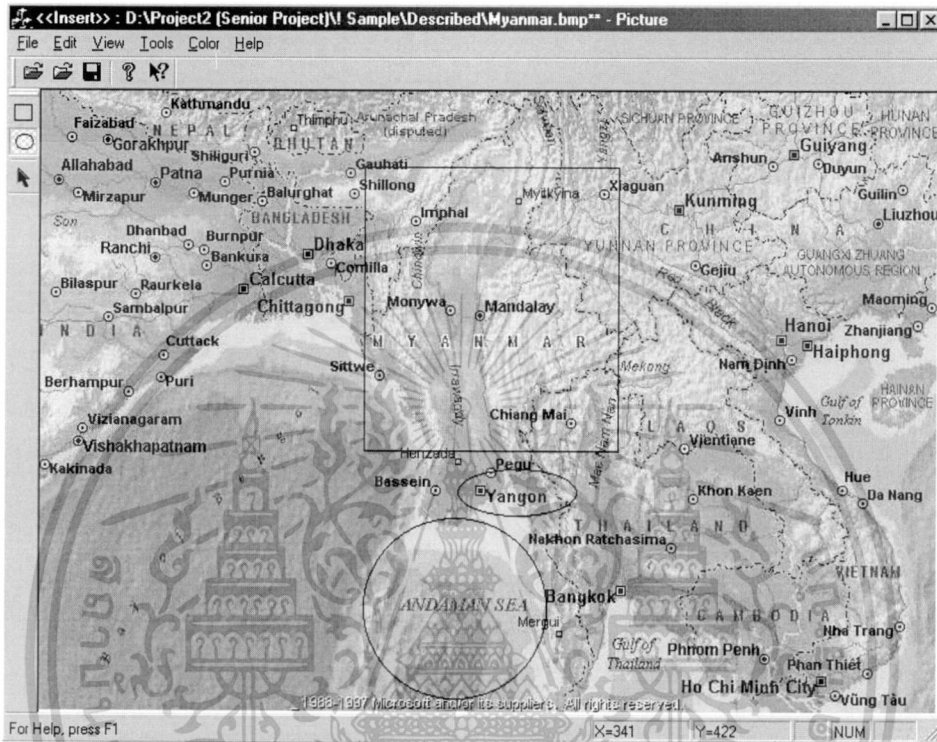 <<Insert>> : D:\Project2 (Senior Project)\! Sample\Described\Myanmar.bmp** - Picture
File Edit View Tools Color Help
Kathmandu
Faizabad
Gorakhpur
NEPAL
Thimphu
BHUTAN
Arunachal Pradesh
(disputed)
SICHUAN PROVINCE
GUIZHOU
PROVINCE
HUNAN
PROVINCE
Guiyang
Anshun
Duyun
Allahabad
Patna
Shiliguri
Purnia
Gauhati
Shillong
Mirzapur
Munger
Balurghat
Imphal
Myitkyina
Xiaguan
Kunming
Guilin
Liuzhou
Son
BANGLADESH
Dhanbad
Burnpur
Ranchi
Bankura
Dhaka
Comilla
Chindwin
CHINA
YUNNAN PROVINCE
GUANGXI ZHUANG
AUTONOMOUS REGION
Gejiu
Bilaspur
Raurkela
Calcutta
Chittagong
Sambalpur
Monywa
Mandalay
Red
Maoming
Zhanjiang
INDIA
MYANMAR
Hanoi
Haiphong
Cuttack
Sittwe
Irrawaddy
Mekong
Nam Dinh
Berhampur
Puri
HAINAN
PROVINCE
Gulf of
Tonkin
Vizianagaram
Chiang Mai
Mae Nam Nan
LAOS
Vinh
Vishakhapatnam
Vientiane
Kakinada
Henzada
Pegu
Bassein
Yangon
Khon Kaen
Hue
Da Nang
THAILAND
Nakhon Ratchasima
VIETNAM
ANDAMAN SEA
Bangkok
CAMBODIA
Mergui
Nha Trang
Gulf of
Thailand
Phnom Penh
Phan Thiet
Ho Chi Minh City
Vũng Tàu
1988-1997 Microsoft and/or its suppliers. All rights reserved.
For Help, press F1 X=341 Y=422 NUM